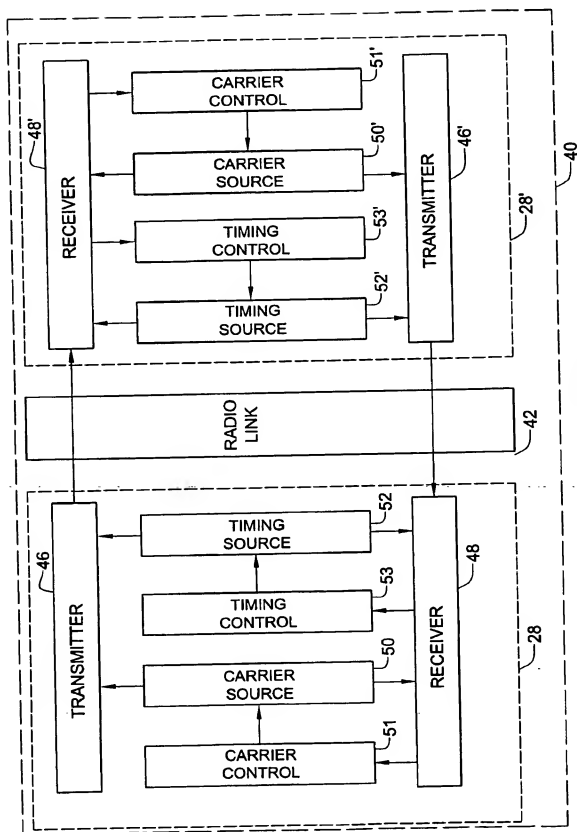 46
TRANSMITTER
TIMING
SOURCE
52
TIMING
CONTROL
53
CARRIER
SOURCE
50
CARRIER
CONTROL
51
RECEIVER
48
28
RADIO
LINK
42
48'
RECEIVER
CARRIER
CONTROL
51'
CARRIER
SOURCE
50'
TIMING
CONTROL
53'
TIMING
SOURCE
52'
TRANSMITTER
46'
28'
40